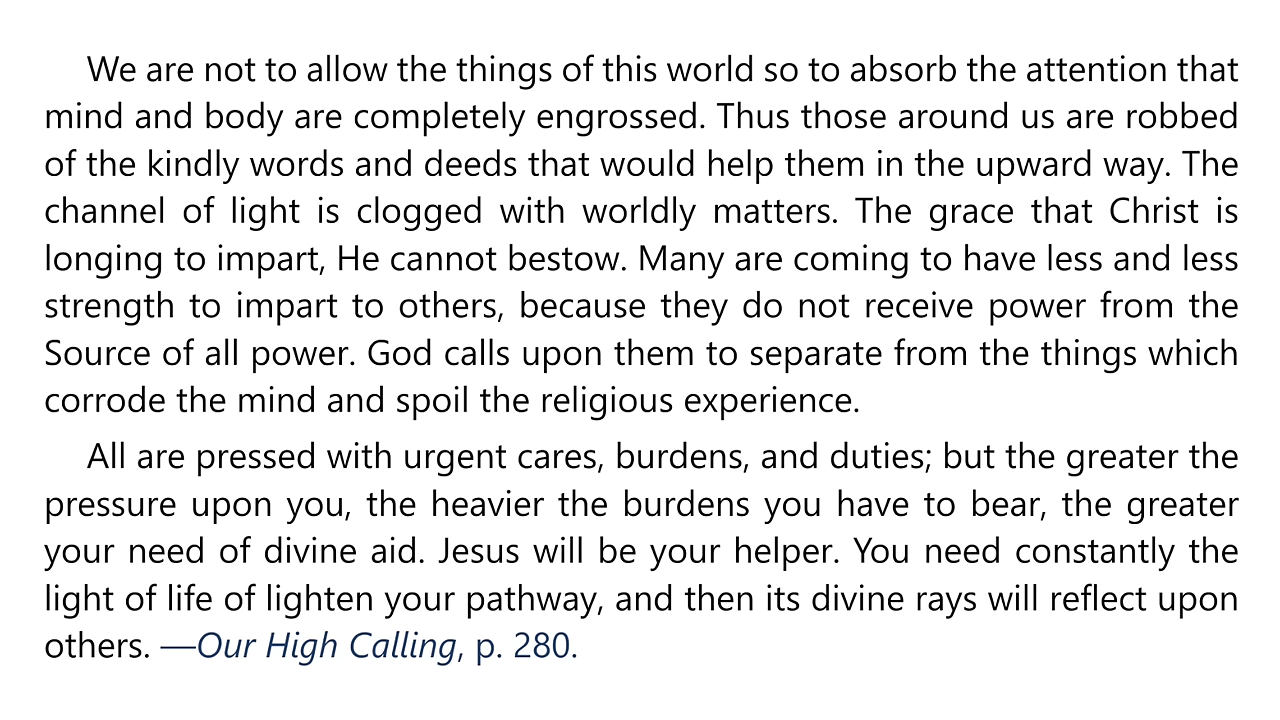 We are not to allow the things of this world so to absorb the attention that
mind and body are completely engrossed. Thus those around us are robbed
of the kindly words and deeds that would help them in the upward way. The
channel of light is clogged with worldly matters. The grace that Christ is
longing to impart, He cannot bestow. Many are coming to have less and less
strength to impart to others, because they do not receive power from the
Source of all power. God calls upon them to separate from the things which
corrode the mind and spoil the religious experience.
All are pressed with urgent cares, burdens, and duties; but the greater the
pressure upon you, the heavier the burdens you have to bear, the greater
your need of divine aid. Jesus will be your helper. You need constantly the
light of life of lighten your pathway, and then its divine rays will reflect upon
others. —Our High Calling, p. 280.